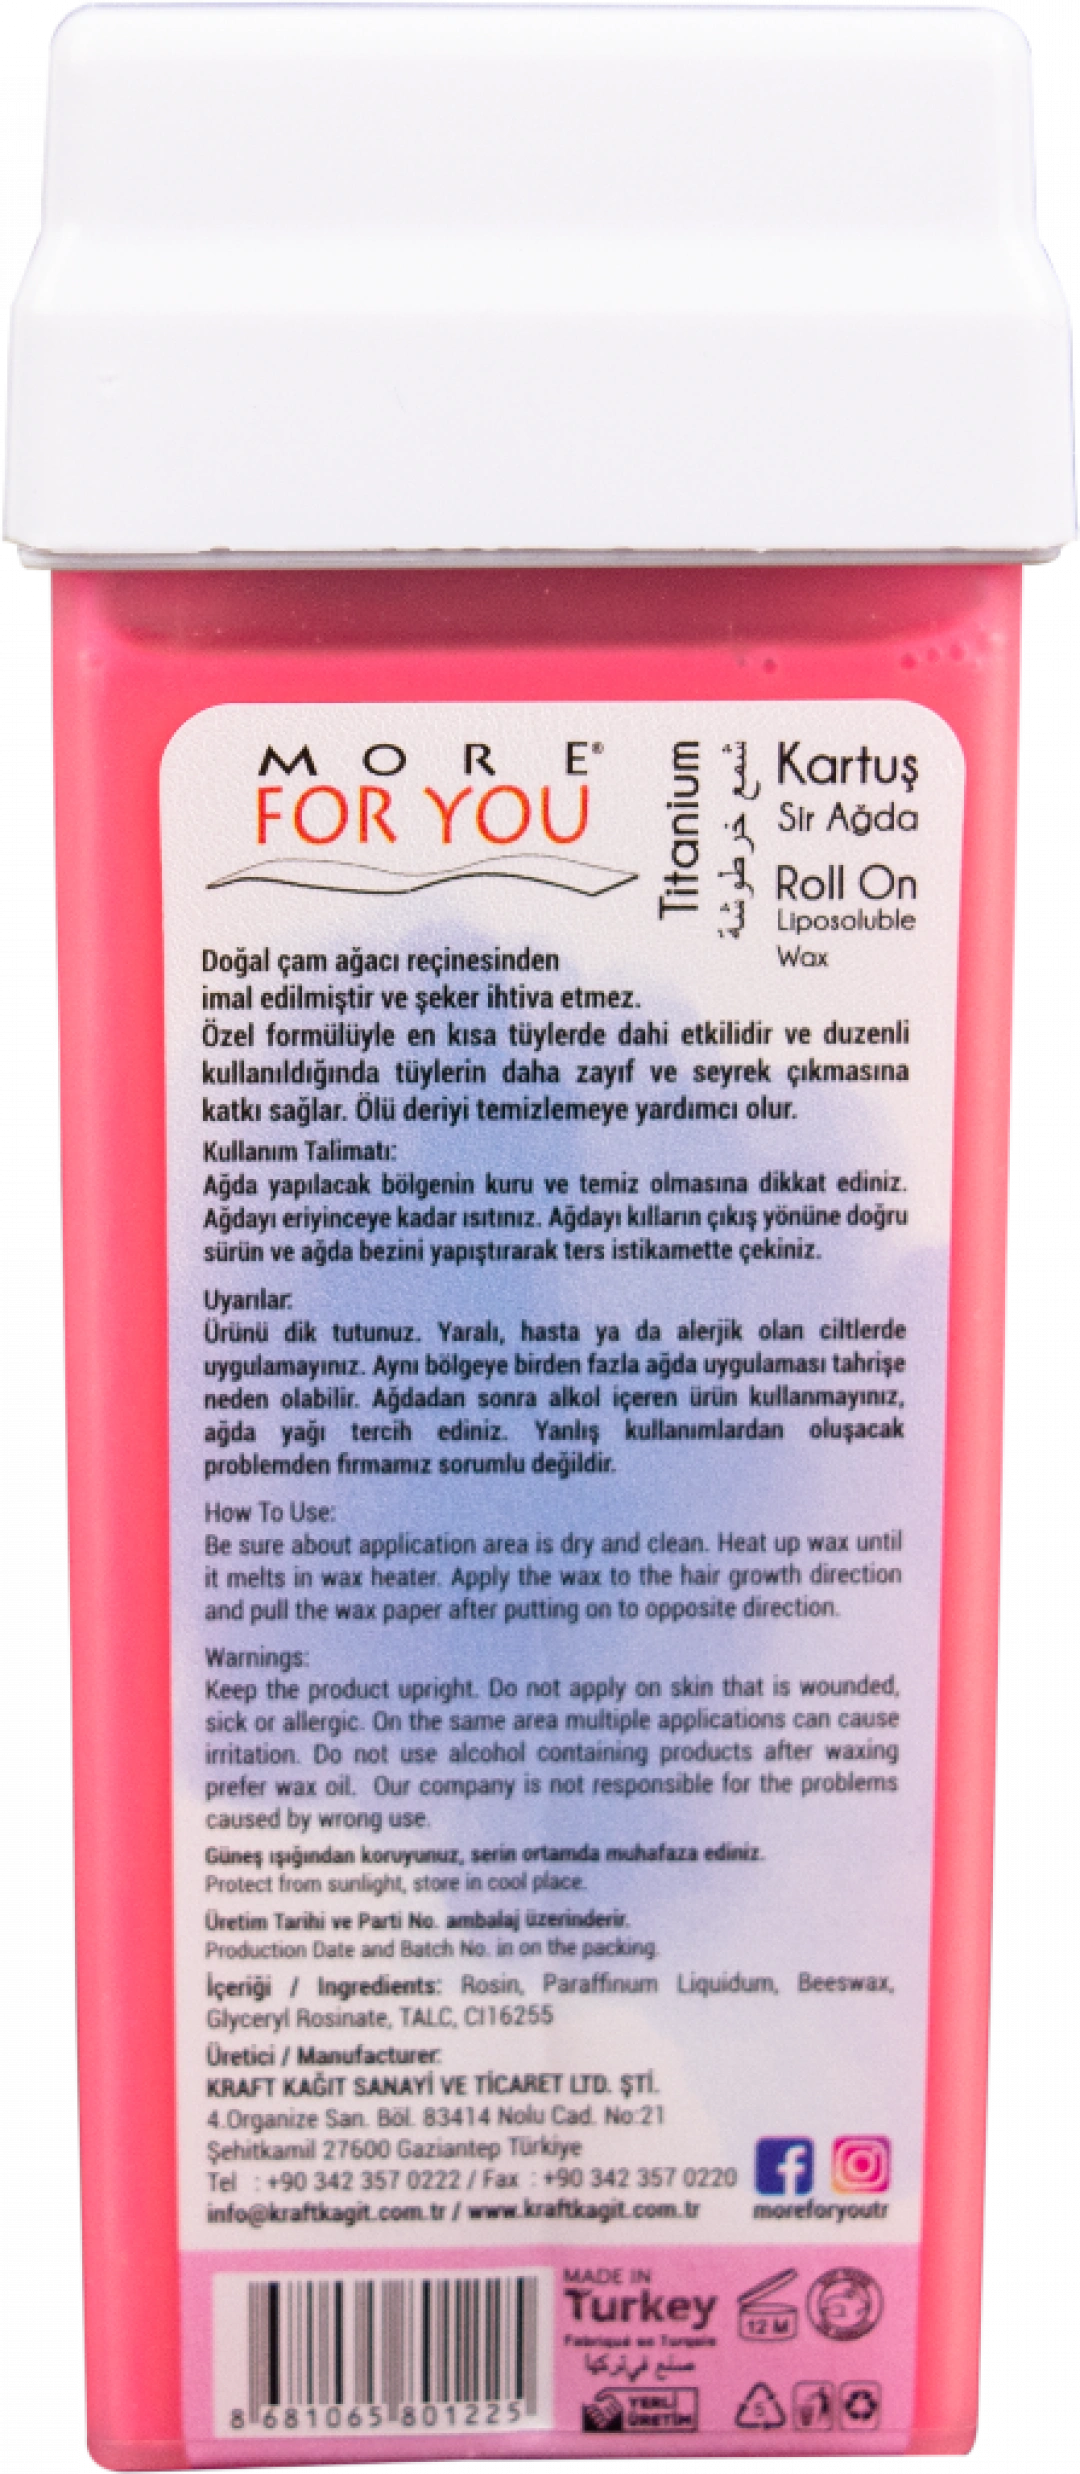 MORE®
FOR YOU
Titanium
شمع خرطوشة
Kartuş
Sir Ağda
Roll On
Liposoluble
Wax
Doğal çam ağacı reçinesinden
imal edilmiştir ve şeker ihtiva etmez.
Özel formülüyle en kısa tüylerde dahi etkilidir ve duzenli
kullanıldığında tüylerin daha zayıf ve seyrek çıkmasına
katkı sağlar. Ölü deriyi temizlemeye yardımcı olur.
Kullanım Talimatı:
Ağda yapılacak bölgenin kuru ve temiz olmasına dikkat ediniz.
Ağdayı eriyinceye kadar ısıtınız. Ağdayı kılların çıkış yönüne doğru
sürün ve ağda bezini yapıştırarak ters istikamette çekiniz.
Uyarılar:
Ürünü dik tutunuz. Yaralı, hasta ya da alerjik olan ciltlerde
uygulamayınız. Aynı bölgeye birden fazla ağda uygulaması tahrişe
neden olabilir. Ağdadan sonra alkol içeren ürün kullanmayınız,
ağda yağı tercih ediniz. Yanlış kullanımlardan oluşacak
problemden firmamız sorumlu değildir.
How To Use:
Be sure about application area is dry and clean. Heat up wax until
it melts in wax heater. Apply the wax to the hair growth direction
and pull the wax paper after putting on to opposite direction.
Warnings:
Keep the product upright. Do not apply on skin that is wounded,
sick or allergic. On the same area multiple applications can cause
irritation. Do not use alcohol containing products after waxing
prefer wax oil. Our company is not responsible for the problems
caused by wrong use.
Güneş ışığından koruyunuz, serin ortamda muhafaza ediniz.
Protect from sunlight, store in cool place.
Üretim Tarihi ve Parti No. ambalaj üzerinderir.
Production Date and Batch No. in on the packing.
İçeriği / Ingredients: Rosin, Paraffinum Liquidum, Beeswax,
Glyceryl Rosinate, TALC, CI16255
Üretici / Manufacturer:
KRAFT KAĞIT SANAYİ VE TİCARET LTD. ŞTİ.
4.Organize San. Böl. 83414 Nolu Cad. No:21
Şehitkamil 27600 Gaziantep Türkiye
Tel : +90 342 357 0222 / Fax : +90 342 357 0220
info@kraftkagit.com.tr / www.kraftkagit.com.tr
moreforyoutr
MADE IN
Turkey
Fabriqué en Turquie
صنع في تركيا
12 M
YERLİ
ÜRETİM
5
8 681065 801225